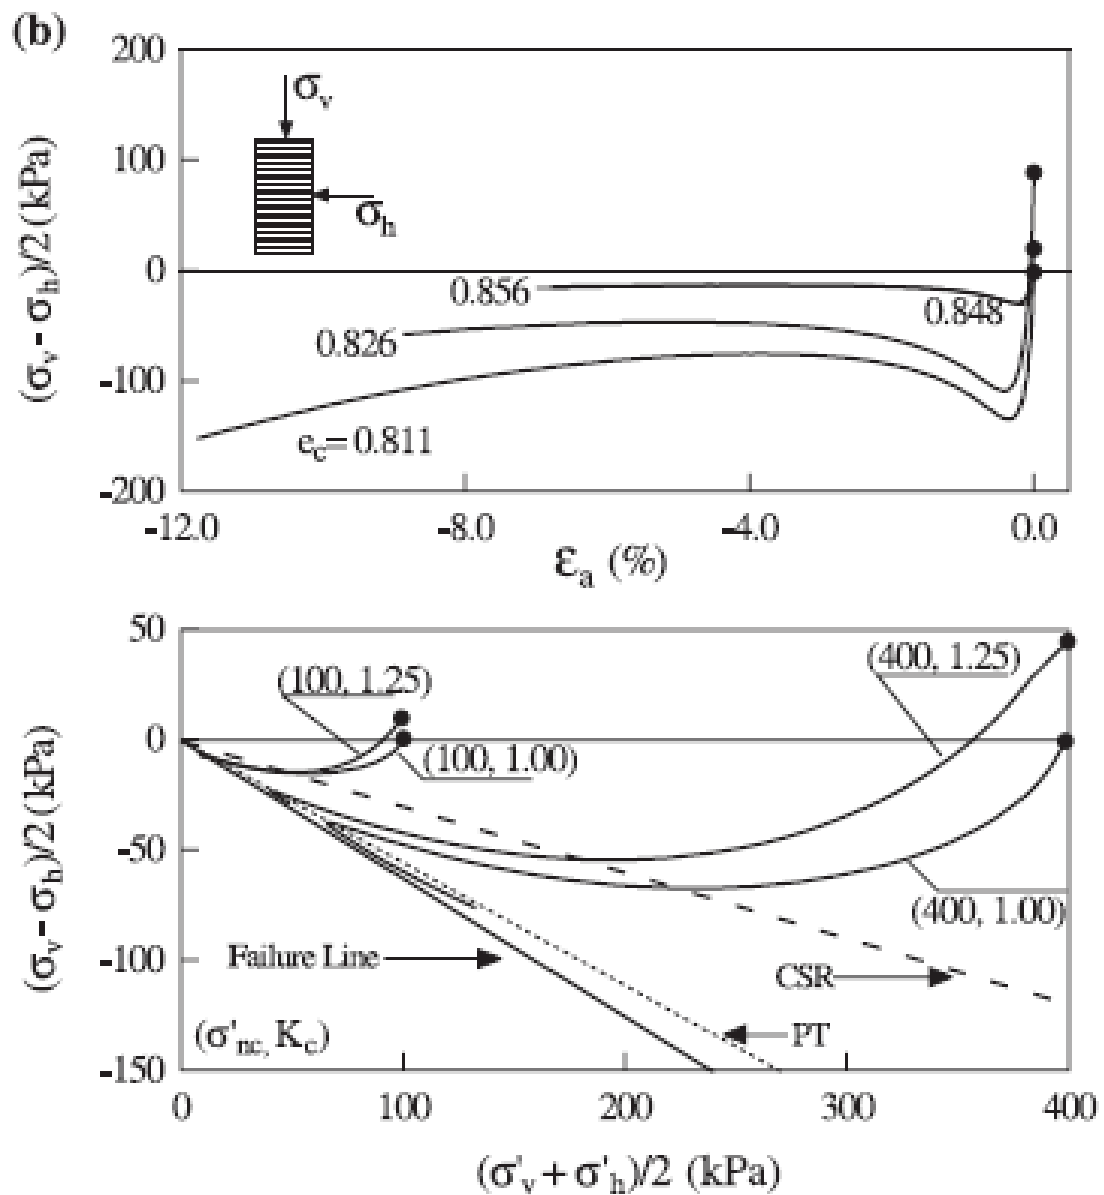 (b)
200
100
0
-100
-200
(σv - σh)/2 (kPa)
σv
σh
0.856
0.848
0.826
ec=0.811
-12.0 -8.0 -4.0 0.0
εa (%)
50
0
-50
-100
-150
(σv - σh)/2 (kPa)
(100, 1.25)
(400, 1.25)
(100, 1.00)
(400, 1.00)
Failure Line
CSR
PT
(σ'nc, Kc)
0 100 200 300 400
(σ'v + σ'h)/2 (kPa)